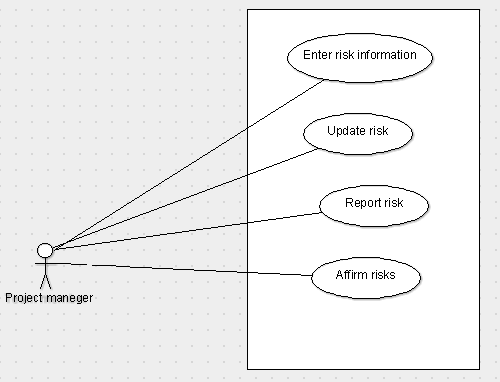 Enter risk information
Update risk
Report risk
Affirm risks
Project maneger